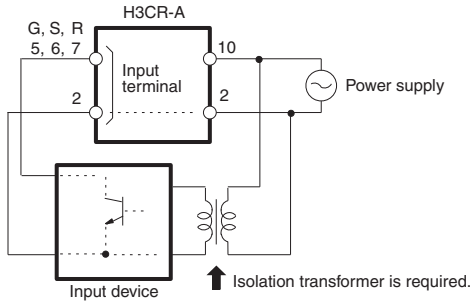 H3CR-A
G, S, R
5, 6, 7
10
Input
terminal
2
2
Power supply
Isolation transformer is required.
Input device